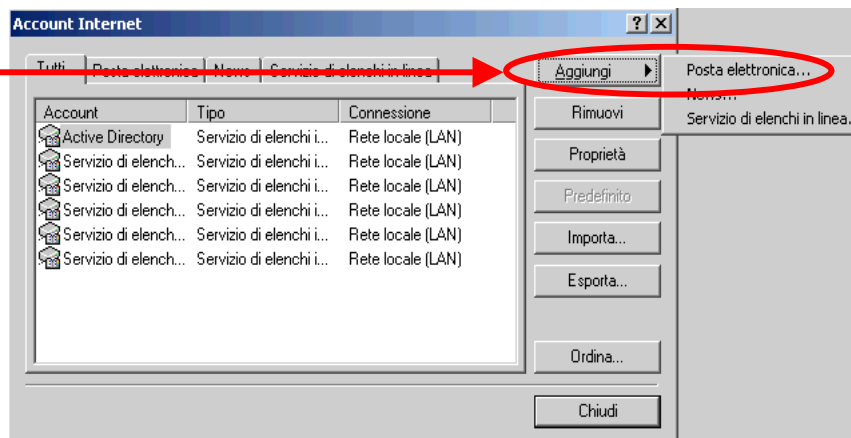 Account Internet
Tutti Posta elettronica News Servizio di elenchi in linea
Aggiungi Posta elettronica...
News...
Servizio di elenchi in linea.
Account Tipo Connessione
Rimuovi
Active Directory Servizio di elenchi i... Rete locale (LAN)
Servizio di elench... Servizio di elenchi i... Rete locale (LAN)
Proprietà
Servizio di elench... Servizio di elenchi i... Rete locale (LAN)
Predefinito
Servizio di elench... Servizio di elenchi i... Rete locale (LAN)
Servizio di elench... Servizio di elenchi i... Rete locale (LAN)
Importa...
Servizio di elench... Servizio di elenchi i... Rete locale (LAN)
Esporta...
Ordina...
Chiudi